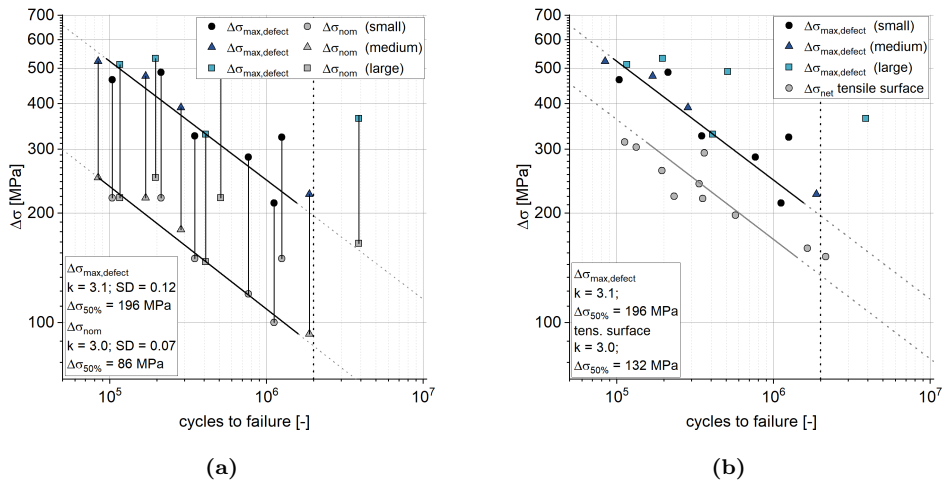 700
600
500
400
300
200
100
Δσ [MPa]
Δσmax,defect Δσnom (small)
Δσmax,defect Δσnom (medium)
Δσmax,defect Δσnom (large)
Δσmax,defect
k = 3.1; SD = 0.12
Δσ50% = 196 MPa
Δσnom
k = 3.0; SD = 0.07
Δσ50% = 86 MPa
10^5 10^6 10^7
cycles to failure [-]
(a)
700
600
500
400
300
200
100
Δσ [MPa]
Δσmax,defect (small)
Δσmax,defect (medium)
Δσmax,defect (large)
Δσnet tensile surface
Δσmax,defect
k = 3.1;
Δσ50% = 196 MPa
tens. surface
k = 3.0;
Δσ50% = 132 MPa
10^5 10^6 10^7
cycles to failure [-]
(b)